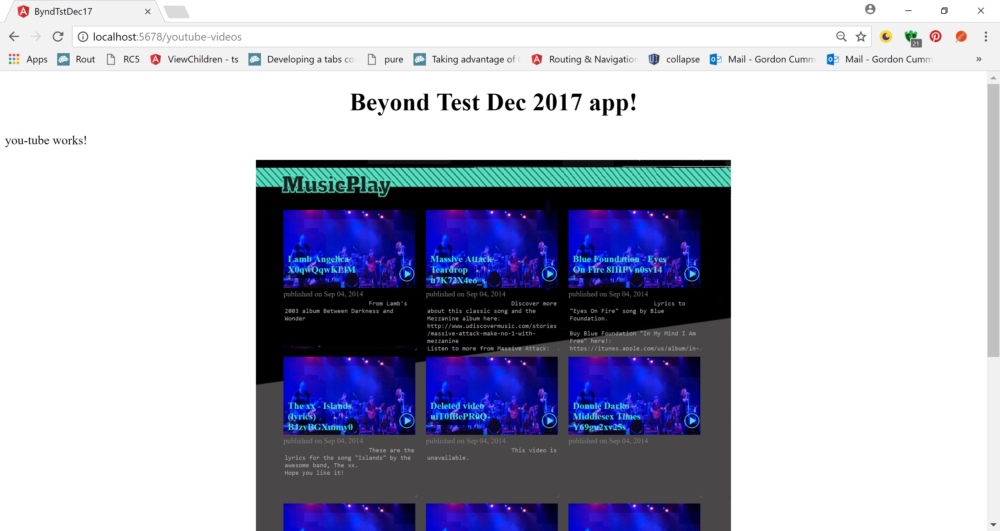 ByndTstDec17
localhost:5678/youtube-videos
21
Apps
Rout
RC5
ViewChildren - ts
Developing a tabs co
pure
Taking advantage of
Routing & Navigation
collapse
Mail - Gordon Cumm
Mail - Gordon Cumm
»
Beyond Test Dec 2017 app!
you-tube works!
MusicPlay
Lamb Angelica
X0qwQqwKLlM
published on Sep 04, 2014
From Lamb's
2003 album Between Darkness and
Wonder
Massive Attack -
Teardrop
u7K72X4eo_s
published on Sep 04, 2014
Discover more
about this classic song and the
Mezzanine album here:
http://www.udiscovermusic.com/stories
/massive-attack-make-no-1-with-
mezzanine
Listen to more from Massive Attack:
Blue Foundation - Eyes
On Fire 8IHFVn0sv14
published on Sep 04, 2014
Lyrics to
"Eyes On Fire" song by Blue
Foundation.
Buy Blue Foundation "In My Mind I Am
Free" here!:
https://itunes.apple.com/us/album/in-
The xx - Islands
(lyrics)
BJzvBGXmmy0
published on Sep 04, 2014
These are the
lyrics for the song "Islands" by the
awesome band, The xx.
Hope you like it!
Deleted video
uiT0fBePR0Q
published on Sep 04, 2014
This video is
unavailable.
Donnie Darko
Middlesex Times
Y69gu2xv25s
published on Sep 04, 2014